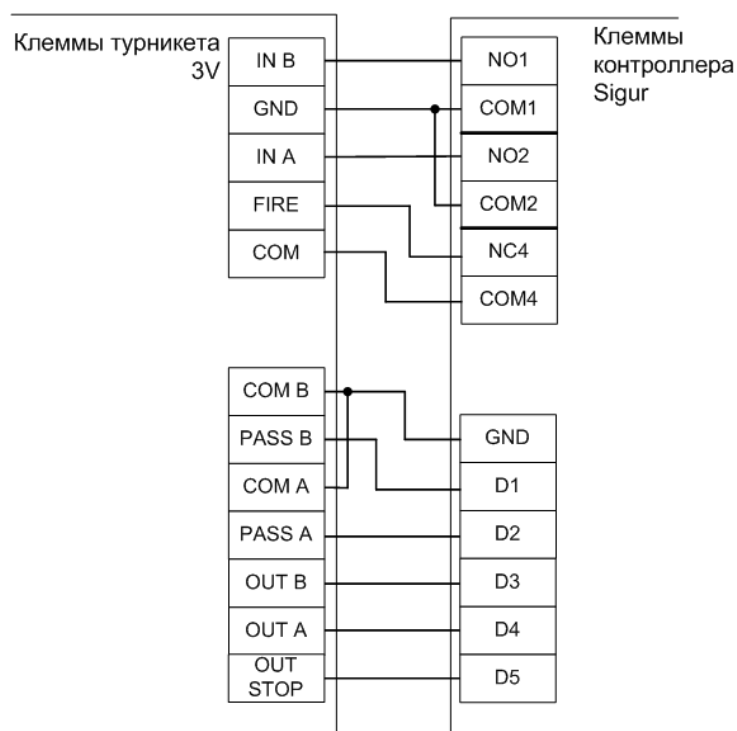 Клеммы турникета
3V
Клеммы
контроллера
Sigur
IN B
NO1
GND
COM1
IN A
NO2
FIRE
COM2
COM
NC4
COM4
COM B
PASS B
GND
COM A
D1
PASS A
D2
OUT B
D3
OUT A
D4
OUT
STOP
D5